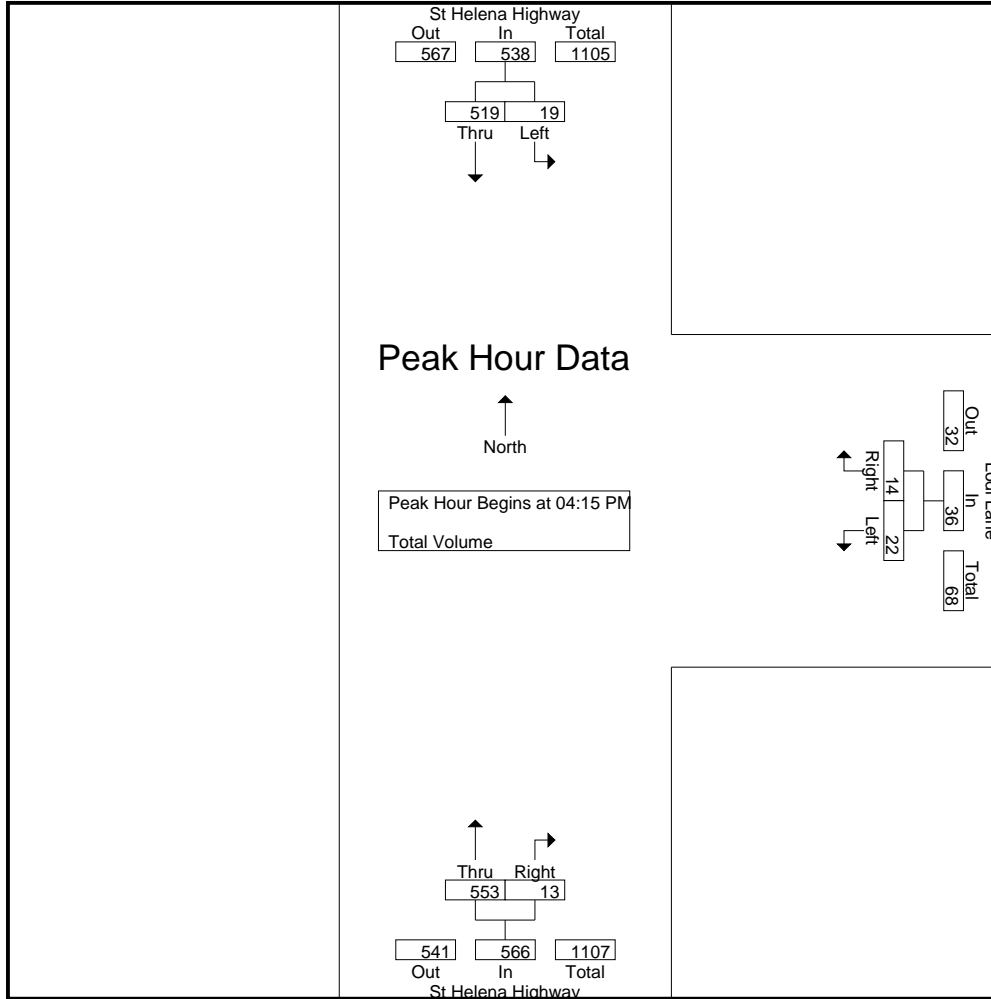 St Helena Highway
Out In Total
567 538 1105
519 19
Thru Left
Peak Hour Data
North
Peak Hour Begins at 04:15 PM
Total Volume
Out In Total
32 36 68
Right Left
14 22
Lane
Thru Right
553 13
541 566 1107
Out In Total
St Helena Highway